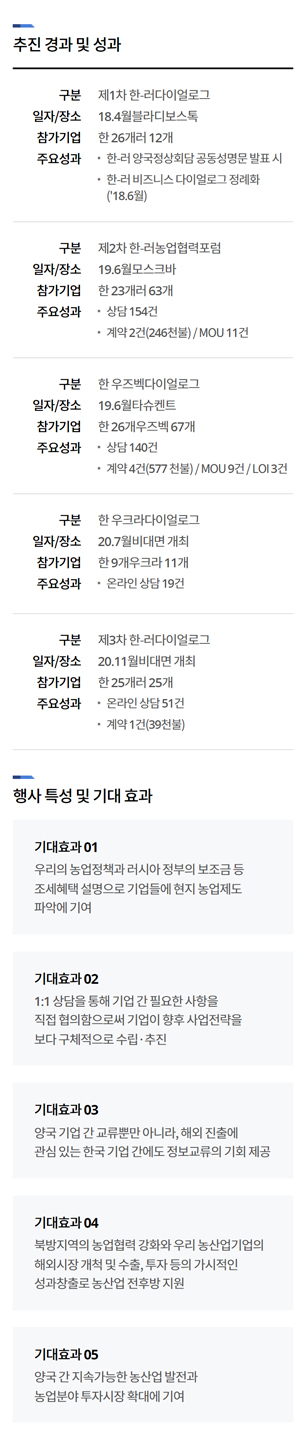 추진 경과 및 성과
구분 제1차 한-러다이얼로그
일자/장소 18.4월블라디보스톡
참가기업 한 26개러 12개
주요성과 • 한-러 양국정상회담 공동성명문 발표 시
• 한-러 비즈니스 다이얼로그 정례화
('18.6월)
구분 제2차 한-러농업협력포럼
일자/장소 19.6월모스크바
참가기업 한 23개러 63개
주요성과 • 상담 154건
• 계약 2건(246천불) / MOU 11건
구분 한 우즈벡다이얼로그
일자/장소 19.6월타슈켄트
참가기업 한 26개우즈벡 67개
주요성과 • 상담 140건
• 계약 4건(577 천불) / MOU 9건 / LOI 3건
구분 한 우크라다이얼로그
일자/장소 20.7월비대면 개최
참가기업 한 9개우크라 11개
주요성과 • 온라인 상담 19건
구분 제3차 한-러다이얼로그
일자/장소 20.11월비대면 개최
참가기업 한 25개러 25개
주요성과 • 온라인 상담 51건
• 계약 1건(39천불)
행사 특성 및 기대 효과
기대효과 01
우리의 농업정책과 러시아 정부의 보조금 등
조세혜택 설명으로 기업들에 현지 농업제도
파악에 기여
기대효과 02
1:1 상담을 통해 기업 간 필요한 사항을
직접 협의함으로써 기업이 향후 사업전략을
보다 구체적으로 수립·추진
기대효과 03
양국 기업 간 교류뿐만 아니라, 해외 진출에
관심 있는 한국 기업 간에도 정보교류의 기회 제공
기대효과 04
북방지역의 농업협력 강화와 우리 농산업기업의
해외시장 개척 및 수출, 투자 등의 가시적인
성과창출로 농산업 전후방 지원
기대효과 05
양국 간 지속가능한 농산업 발전과
농업분야 투자시장 확대에 기여